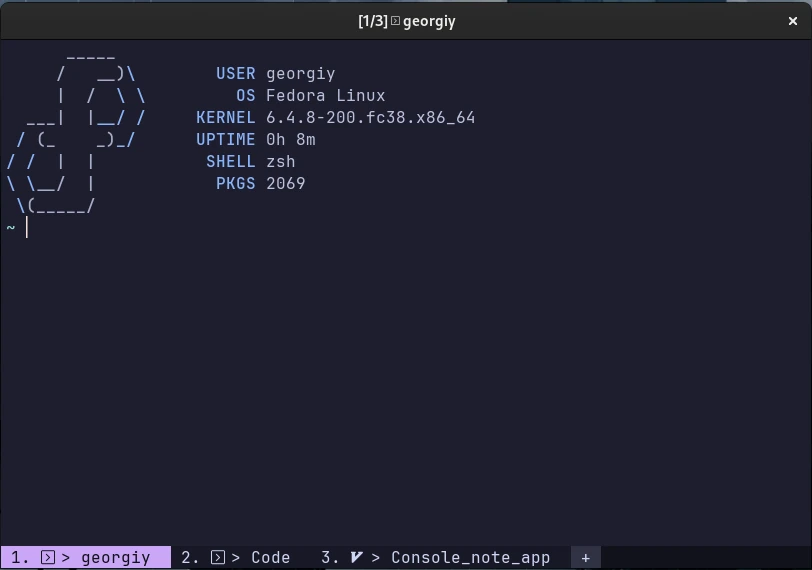 [1/3] georgiy
USER georgiy
OS Fedora Linux
KERNEL 6.4.8-200.fc38.x86_64
UPTIME 0h 8m
SHELL zsh
PKGS 2069
~
1. > georgiy 2. > Code 3. > Console_note_app +